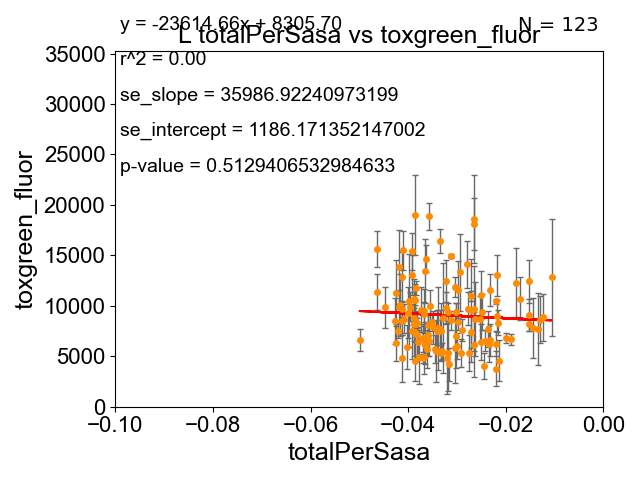 y = -23614.66x + 8305.70
N = 123
L totalPerSasa vs toxgreen_fluor
r^2 = 0.00
se_slope = 35986.92240973199
se_intercept = 1186.171352147002
p-value = 0.5129406532984633
toxgreen_fluor
35000
30000
25000
20000
15000
10000
5000
0
−0.10 −0.08 −0.06 −0.04 −0.02 0.00
totalPerSasa